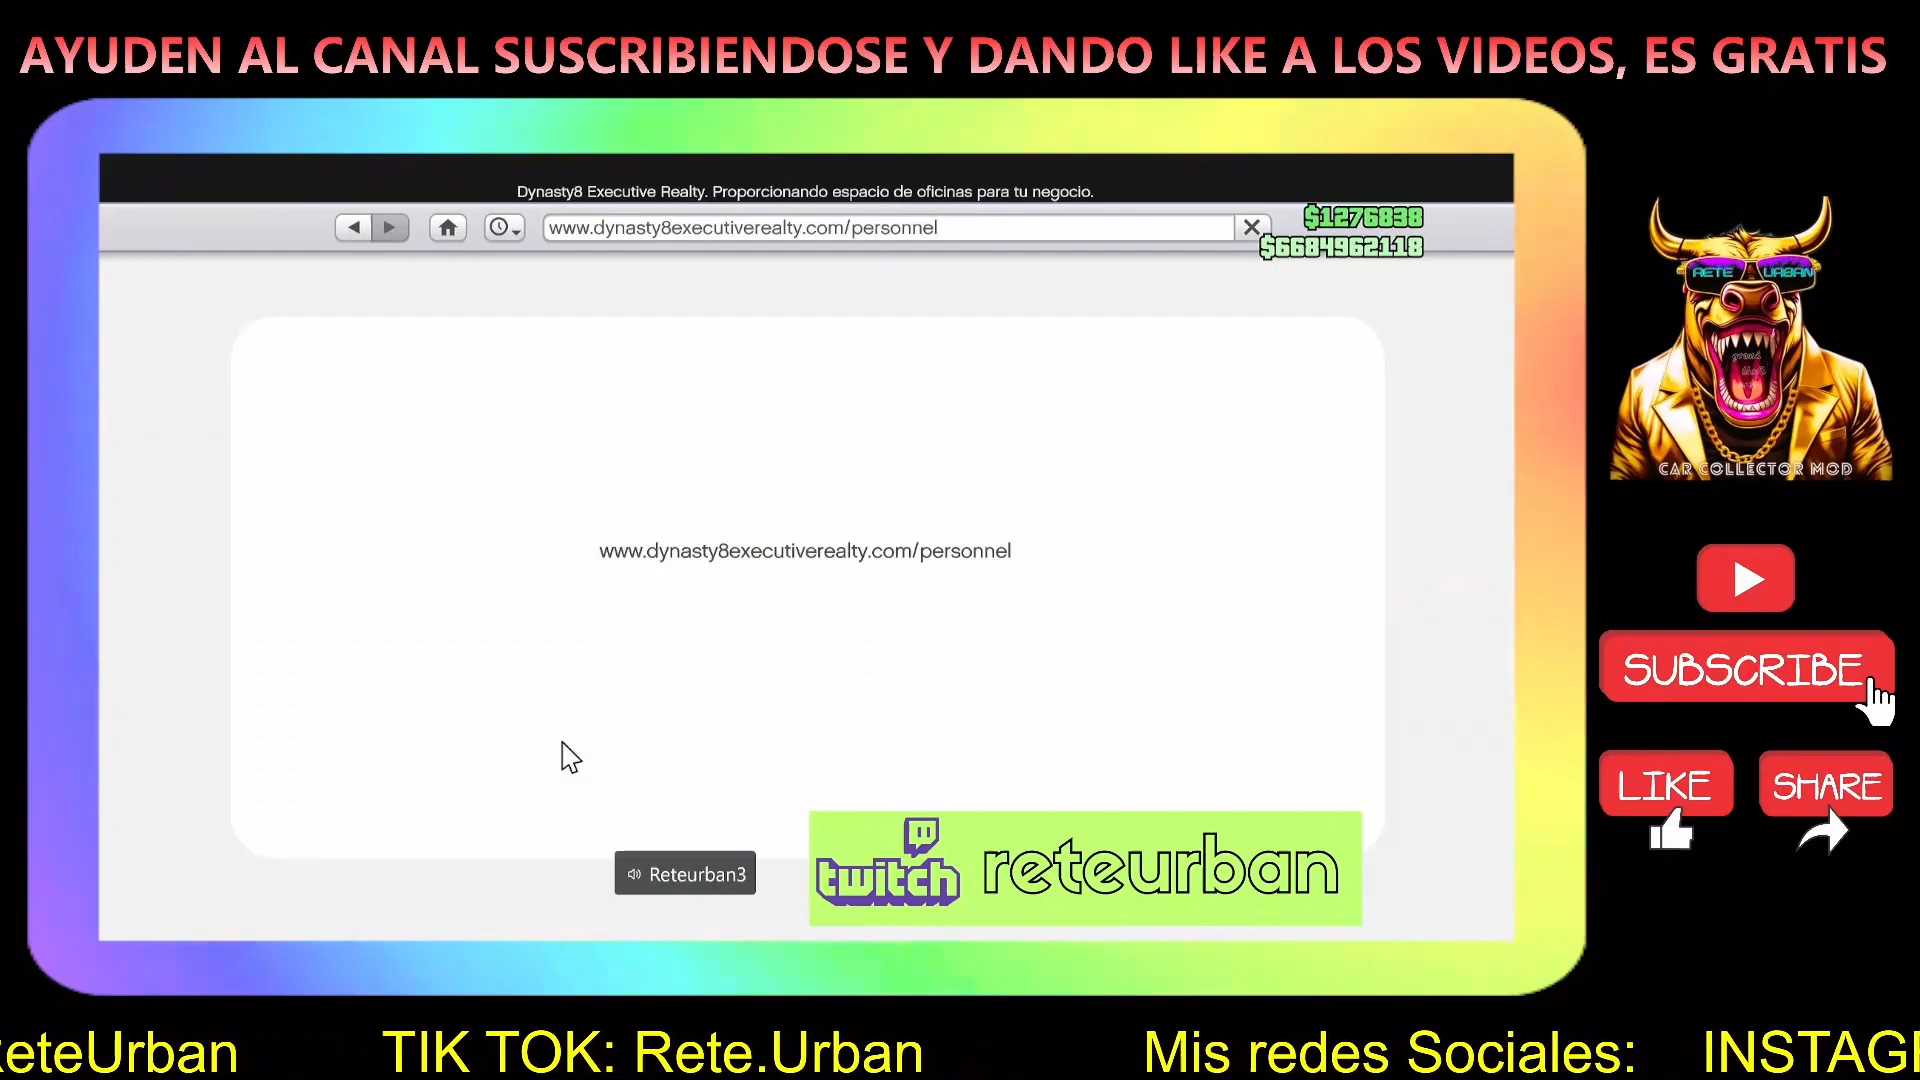 AYUDEN AL CANAL SUSCRIBIENDOSE Y DANDO LIKE A LOS VIDEOS, ES GRATIS
Dynasty8 Executive Realty. Proporcionando espacio de oficinas para tu negocio.
www.dynasty8executiverealty.com/personnel
$1276838
$6684962118
RETE URBAN
grand
CAR COLLECTOR MOD
www.dynasty8executiverealty.com/personnel
SUBSCRIBE
LIKE
SHARE
Reteurban3
twitch reteurban
ReteUrban TIK TOK: Rete.Urban Mis redes Sociales: INSTAG